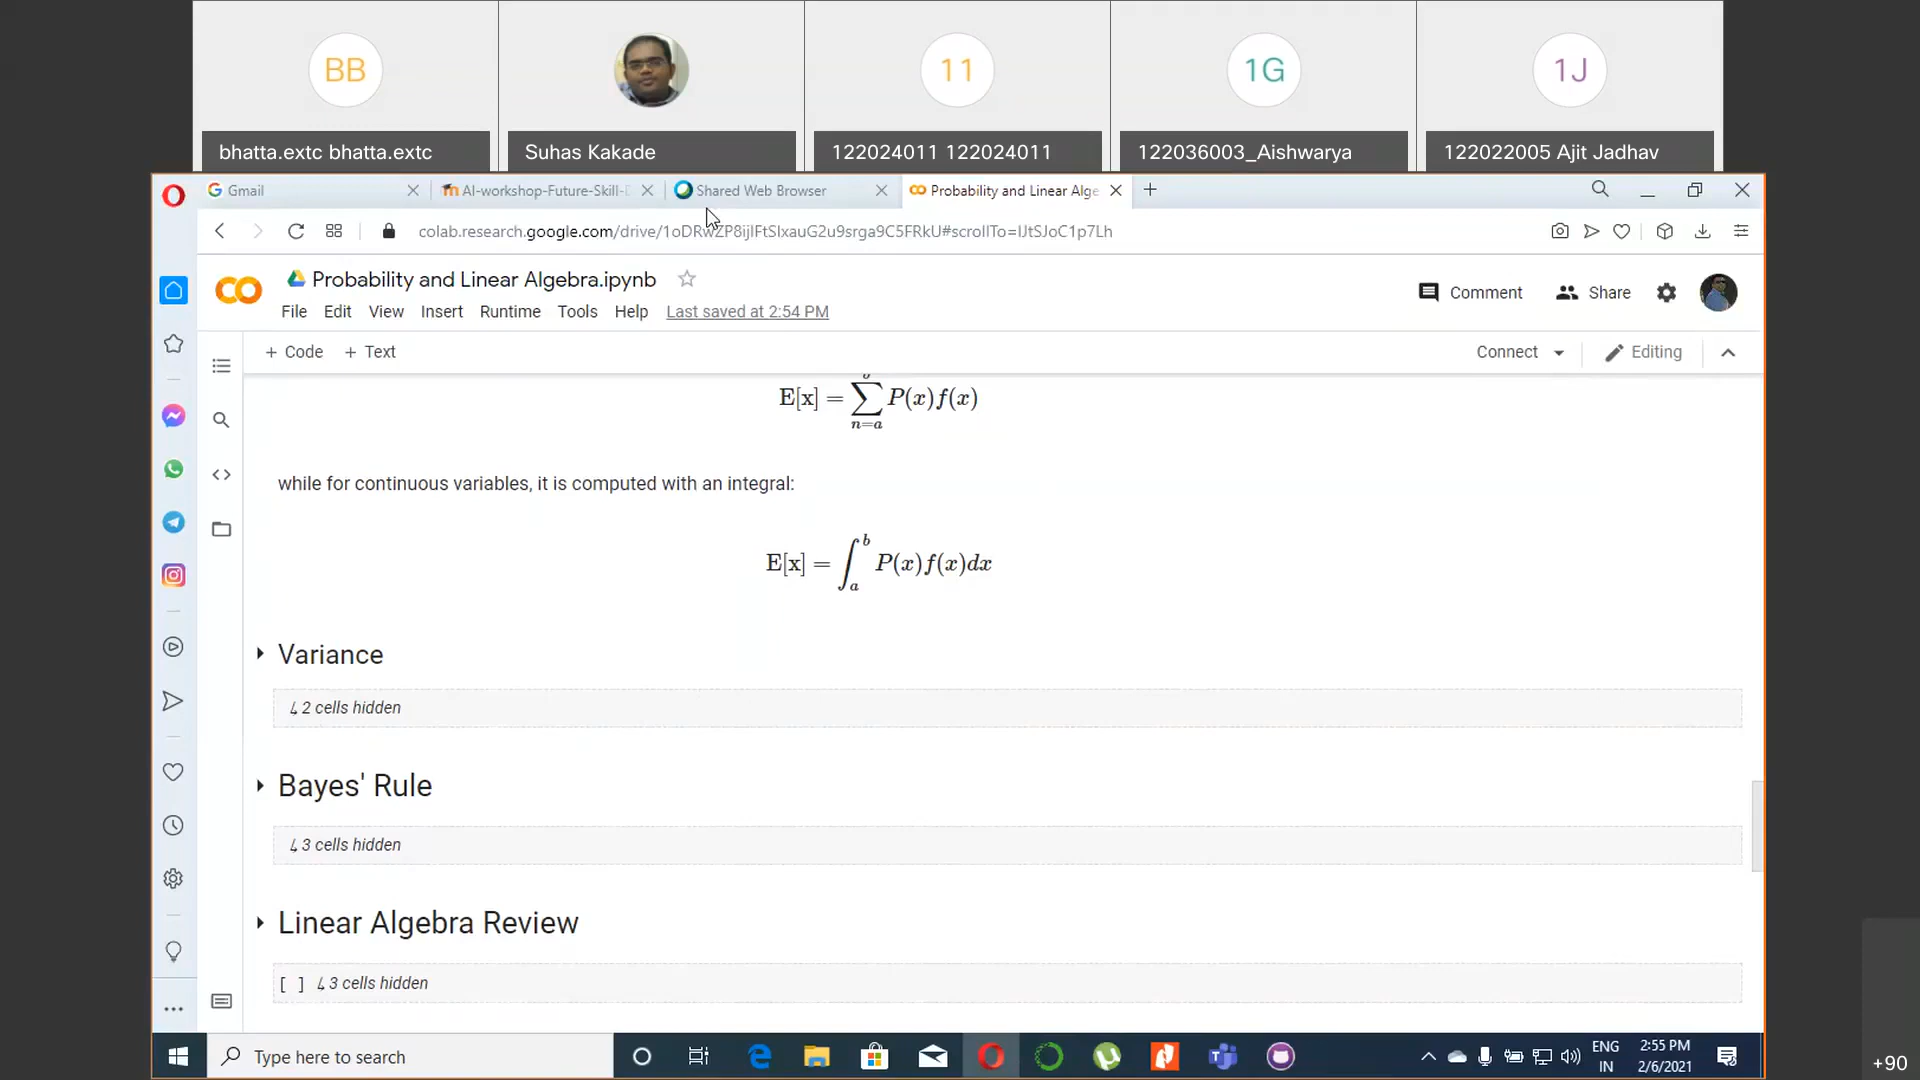 BB
11
1G
1J
bhatta.extc bhatta.extc
Suhas Kakade
122024011 122024011
122036003_Aishwarya
122022005 Ajit Jadhav
Gmail
AI-workshop-Future-Skill-
Shared Web Browser
Probability and Linear Alge
colab.research.google.com/drive/1oDRwZP8ijIFtSIxauG2u9srga9C5FRkU#scrollTo=IJtSJoC1p7Lh
Probability and Linear Algebra.ipynb
Comment
Share
File Edit View Insert Runtime Tools Help Last saved at 2:54 PM
+ Code + Text
Connect
Editing
E[x] = ∑ n=a P(x)f(x)
while for continuous variables, it is computed with an integral:
E[x] = ∫_a^b P(x)f(x)dx
Variance
2 cells hidden
Bayes' Rule
3 cells hidden
Linear Algebra Review
[ ] 3 cells hidden
Type here to search
ENG
IN
2:55 PM
2/6/2021
+90